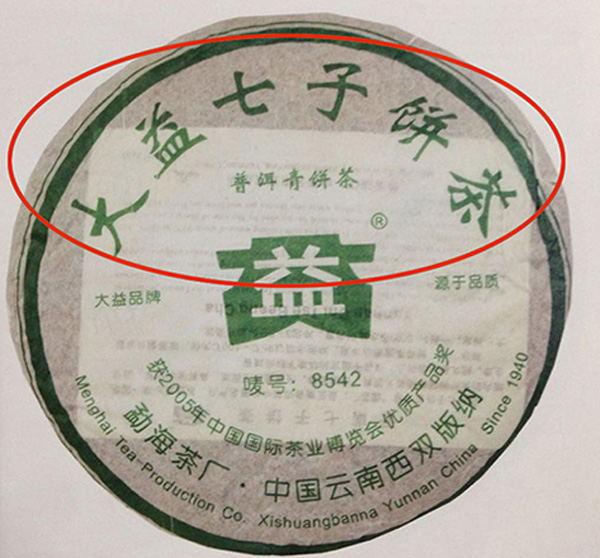 大益七子饼茶
普洱青饼茶
益
®
大益品牌
源于品质
唛号：8542
获2005年中国国际茶业博览会优质产品奖
勐海茶厂·中国云南西双版纳
Menghai Tea Production Co. Xishuangbanna Yunnan China Since 1940